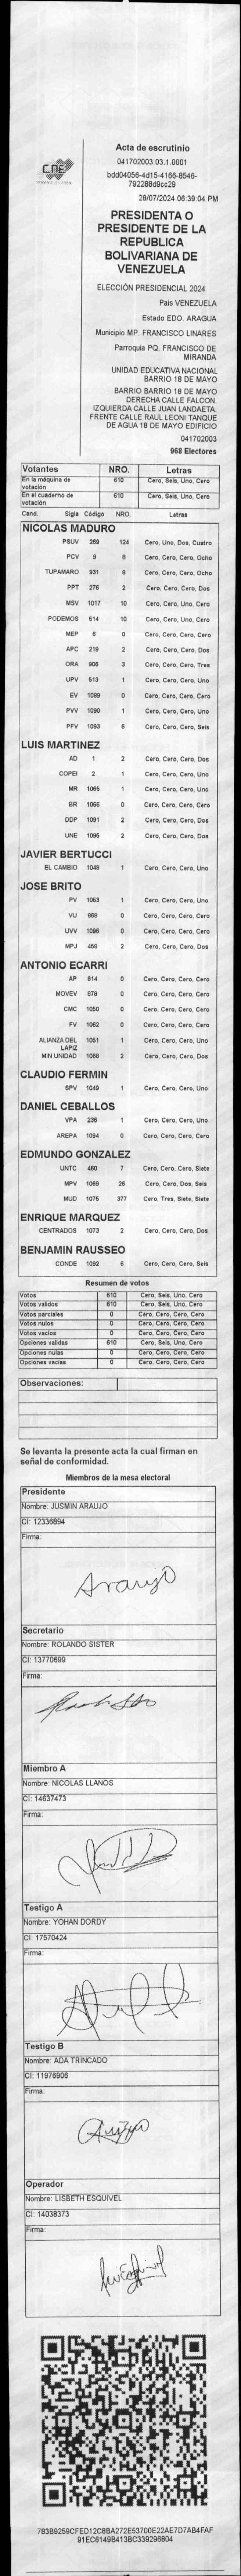 CNE
Acta de escrutinio
041702003.03.1.0001
bdd04056-4d15-4166-8546-
792288d9cc29
28/07/2024 06:39:04 PM
PRESIDENTA O
PRESIDENTE DE LA
REPUBLICA
BOLIVARIANA DE
VENEZUELA
ELECCIÓN PRESIDENCIAL 2024
País VENEZUELA
Estado EDO. ARAGUA
Municipio MP. FRANCISCO LINARES
Parroquia PQ. FRANCISCO DE
MIRANDA
UNIDAD EDUCATIVA NACIONAL
BARRIO 18 DE MAYO
BARRIO BARRIO 18 DE MAYO
DERECHA CALLE FALCON.
IZQUIERDA CALLE JUAN LANDAETA.
FRENTE CALLE RAUL LEONI TANQUE
DE AGUA 18 DE MAYO EDIFICIO
041702003
968 Electores
Votantes NRO. Letras
En la máquina de votación 610 Cero, Seis, Uno, Cero
En el cuaderno de votación 610 Cero, Seis, Uno, Cero
Cand. Sigla Código NRO. Letras
NICOLAS MADURO
PSUV 269 124 Cero, Uno, Dos, Cuatro
PCV 9 8 Cero, Cero, Cero, Ocho
TUPAMARO 931 8 Cero, Cero, Cero, Ocho
PPT 276 2 Cero, Cero, Cero, Dos
MSV 1017 10 Cero, Cero, Uno, Cero
PODEMOS 514 10 Cero, Cero, Uno, Cero
MEP 6 0 Cero, Cero, Cero, Cero
APC 219 2 Cero, Cero, Cero, Dos
ORA 906 3 Cero, Cero, Cero, Tres
UPV 513 1 Cero, Cero, Cero, Uno
EV 1089 0 Cero, Cero, Cero, Cero
PVV 1090 1 Cero, Cero, Cero, Uno
PFV 1093 6 Cero, Cero, Cero, Seis
LUIS MARTINEZ
AD 1 2 Cero, Cero, Cero, Dos
COPEI 2 1 Cero, Cero, Cero, Uno
MR 1065 1 Cero, Cero, Cero, Uno
BR 1066 0 Cero, Cero, Cero, Cero
DDP 1091 2 Cero, Cero, Cero, Dos
UNE 1095 2 Cero, Cero, Cero, Dos
JAVIER BERTUCCI
EL CAMBIO 1048 1 Cero, Cero, Cero, Uno
JOSE BRITO
PV 1053 1 Cero, Cero, Cero, Uno
VU 868 0 Cero, Cero, Cero, Cero
UVV 1096 0 Cero, Cero, Cero, Cero
MPJ 458 2 Cero, Cero, Cero, Dos
ANTONIO ECARRI
AP 814 0 Cero, Cero, Cero, Cero
MOVEV 879 0 Cero, Cero, Cero, Cero
CMC 1050 0 Cero, Cero, Cero, Cero
FV 1062 0 Cero, Cero, Cero, Cero
ALIANZA DEL LAPIZ 1051 1 Cero, Cero, Cero, Uno
MIN UNIDAD 1068 2 Cero, Cero, Cero, Dos
CLAUDIO FERMIN
SPV 1049 1 Cero, Cero, Cero, Uno
DANIEL CEBALLOS
VPA 236 1 Cero, Cero, Cero, Uno
AREPA 1094 0 Cero, Cero, Cero, Cero
EDMUNDO GONZALEZ
UNTC 460 7 Cero, Cero, Cero, Siete
MPV 1069 26 Cero, Cero, Dos, Seis
MUD 1075 377 Cero, Tres, Siete, Siete
ENRIQUE MARQUEZ
CENTRADOS 1073 2 Cero, Cero, Cero, Dos
BENJAMIN RAUSSEO
CONDE 1092 6 Cero, Cero, Cero, Seis
Resumen de votos
Votos 610 Cero, Seis, Uno, Cero
Votos validos 610 Cero, Seis, Uno, Cero
Votos parciales 0 Cero, Cero, Cero, Cero
Votos nulos 0 Cero, Cero, Cero, Cero
Votos vacios 0 Cero, Cero, Cero, Cero
Opciones validas 610 Cero, Seis, Uno, Cero
Opciones nulas 0 Cero, Cero, Cero, Cero
Opciones vacias 0 Cero, Cero, Cero, Cero
Observaciones:
Se levanta la presente acta la cual firman en
señal de conformidad.
Miembros de la mesa electoral
Presidente
Nombre: JUSMIN ARAUJO
CI: 12336894
Firma:
Araujo
Secretario
Nombre: ROLANDO SISTER
CI: 13770699
Firma:
Miembro A
Nombre: NICOLAS LLANOS
CI: 14637473
Firma:
Testigo A
Nombre: YOHAN DORDY
CI: 17570424
Firma:
Testigo B
Nombre: ADA TRINCADO
CI: 11976906
Firma:
Operador
Nombre: LISBETH ESQUIVEL
CI: 14038373
Firma:
783B9259CFED12C8BA272E53700E22AE7D7AB4FAF
91EC6149B413BC339296B04